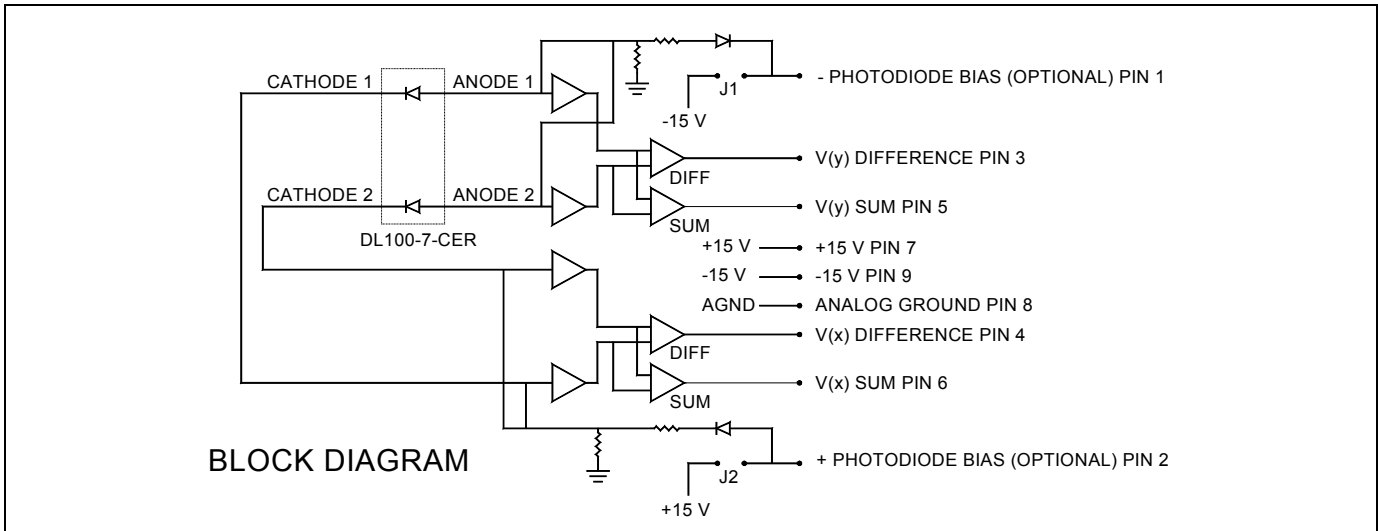 CATHODE 1
ANODE 1
- PHOTODIODE BIAS (OPTIONAL) PIN 1
J1
-15 V
V(y) DIFFERENCE PIN 3
DIFF
CATHODE 2
ANODE 2
V(y) SUM PIN 5
SUM
DL100-7-CER
+15 V
+15 V PIN 7
-15 V
-15 V PIN 9
AGND
ANALOG GROUND PIN 8
V(x) DIFFERENCE PIN 4
DIFF
V(x) SUM PIN 6
SUM
BLOCK DIAGRAM
+ PHOTODIODE BIAS (OPTIONAL) PIN 2
J2
+15 V